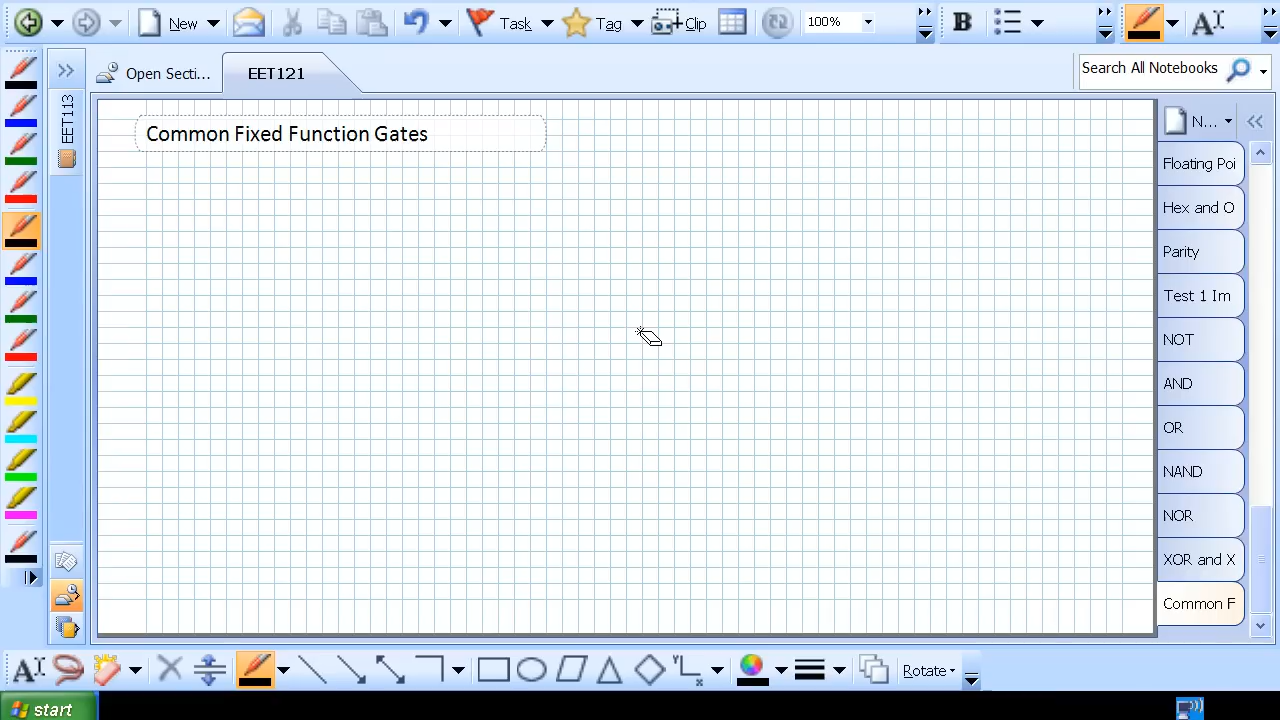 New
Task
Tag
Clip
100%
B
A
EET113
Open Secti...
EET121
Search All Notebooks
Common Fixed Function Gates
N...
Floating Poi
Hex and O
Parity
Test 1 Im
NOT
AND
OR
NAND
NOR
XOR and X
Common F
A
Rotate
start